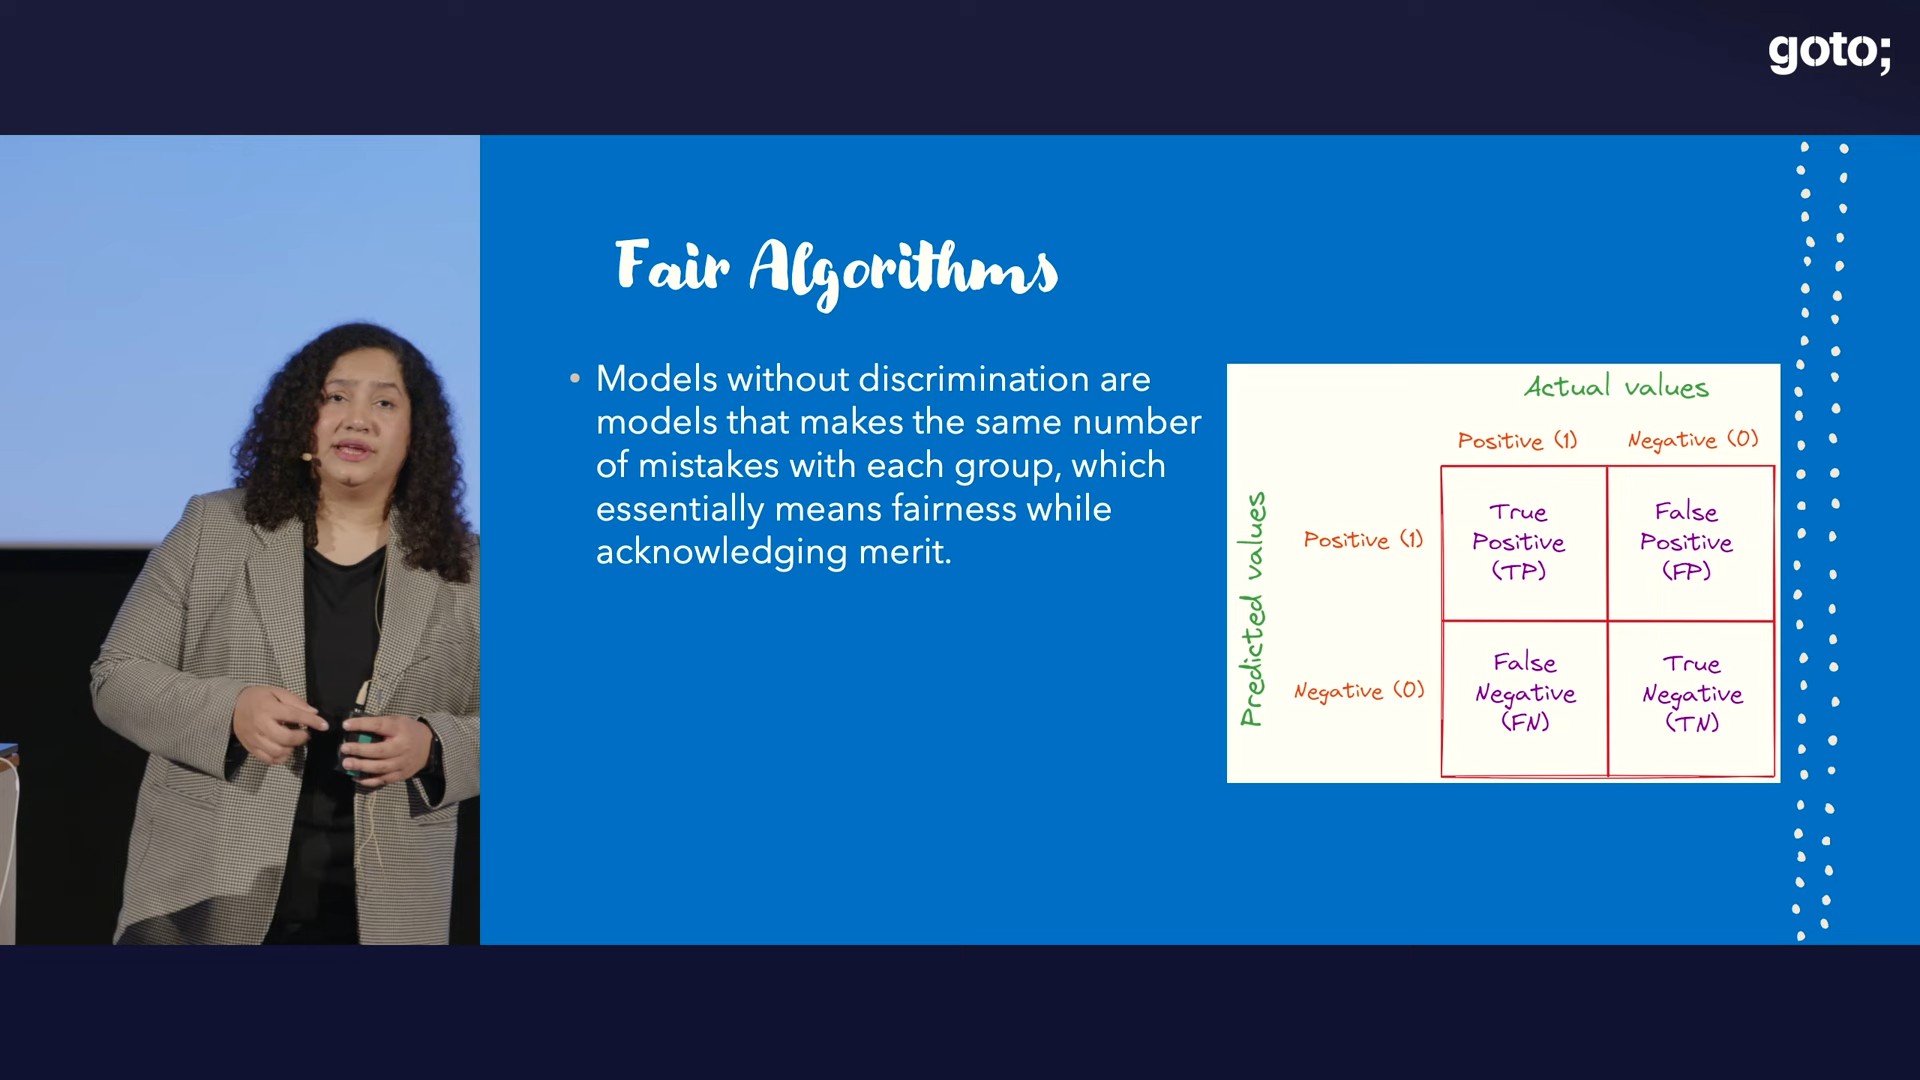 goto;
Fair Algorithms
• Models without discrimination are
models that makes the same number
of mistakes with each group, which
essentially means fairness while
acknowledging merit.
Actual values
Positive (1) Negative (0)
Predicted values
Positive (1)
True
Positive
(TP)
False
Positive
(FP)
Negative (0)
False
Negative
(FN)
True
Negative
(TN)